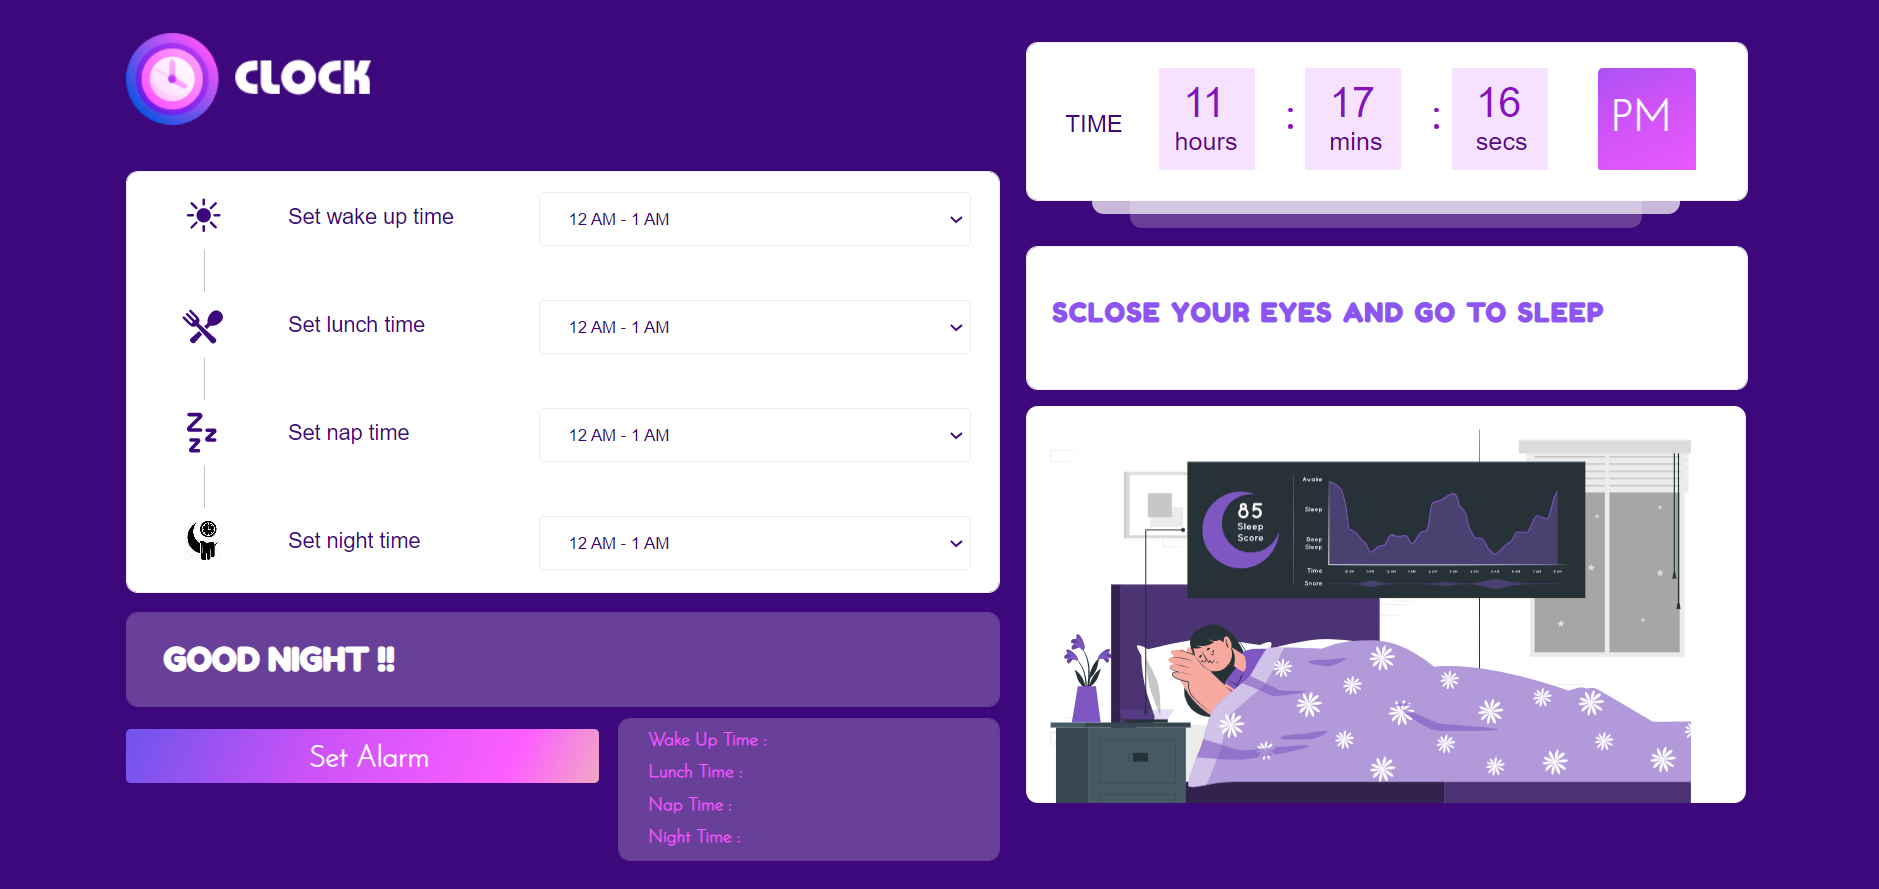 CLOCK
TIME
11 : 17 : 16 PM
hours mins secs
Set wake up time
12 AM - 1 AM
Set lunch time
12 AM - 1 AM
Set nap time
12 AM - 1 AM
Set night time
12 AM - 1 AM
GOOD NIGHT !!
Set Alarm
Wake Up Time :
Lunch Time :
Nap Time :
Night Time :
SCLOSE YOUR EYES AND GO TO SLEEP
85
Sleep
Score
Awake
Sleep
Deep
Sleep
Time
Snore